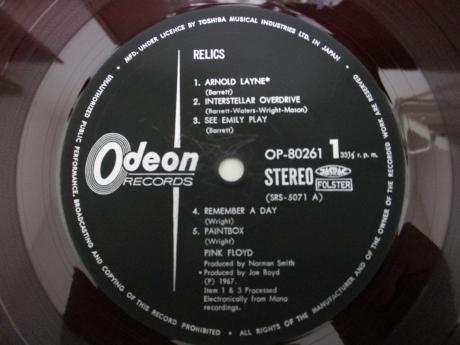 MFD. UNDER LICENCE BY TOSHIBA MUSICAL INDUSTRIES LTD. IN JAPAN
RELICS
1. ARNOLD LAYNE*
(Barrett)
2. INTERSTELLAR OVERDRIVE
(Barrett-Waters-Wright-Mason)
3. SEE EMILY PLAY
(Barrett)
Odeon
RECORDS
OP-80261 1 33⅓ r. p. m.
STEREO
FOLSTER
(SRS-5071 A)
4. REMEMBER A DAY
(Wright)
5. PAINTBOX
(Wright)
PINK FLOYD
Produced by Norman Smith
* Produced by Joe Boyd
(P) 1967.
Item 1 & 3 Processed
Electronically from Mono
recordings.
UNAUTHORIZED PUBLIC PERFORMANCE, BROADCASTING AND COPYING OF THIS RECORD PROHIBITED • ALL RIGHTS OF THE MANUFACTURER AND OF THE OWNER OF THE RECORDED WORK ARE RESERVED